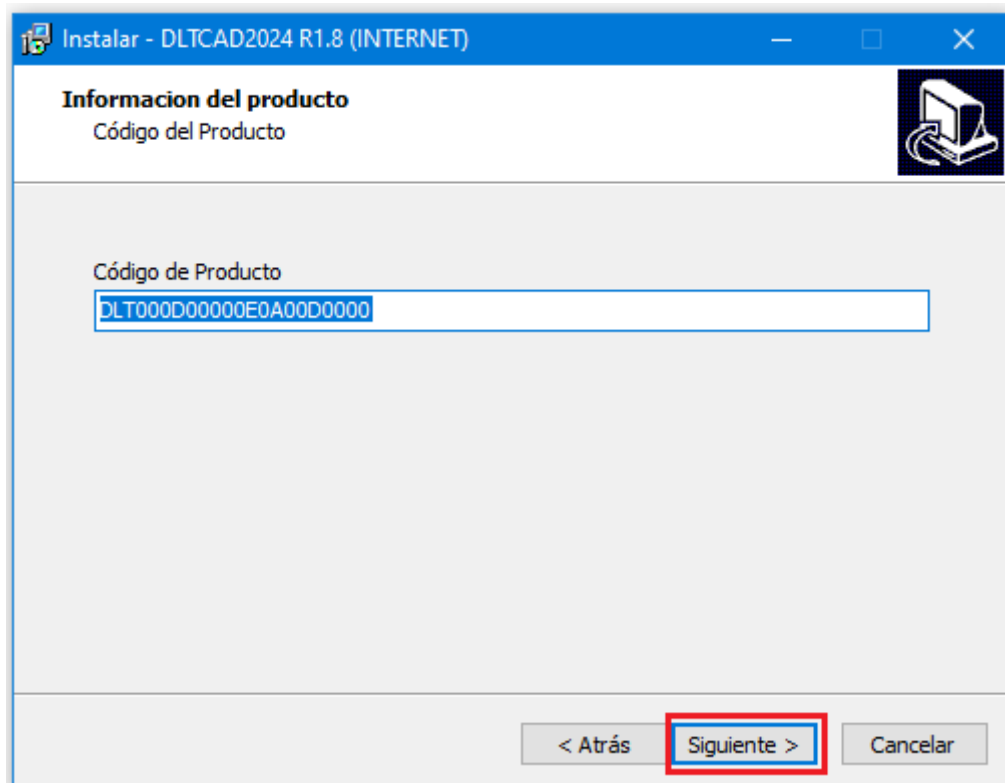 Instalar - DLTCAD2024 R1.8 (INTERNET)
Informacion del producto
Código del Producto
Código de Producto
DLT000D00000E0A00D0000
< Atrás
Siguiente >
Cancelar